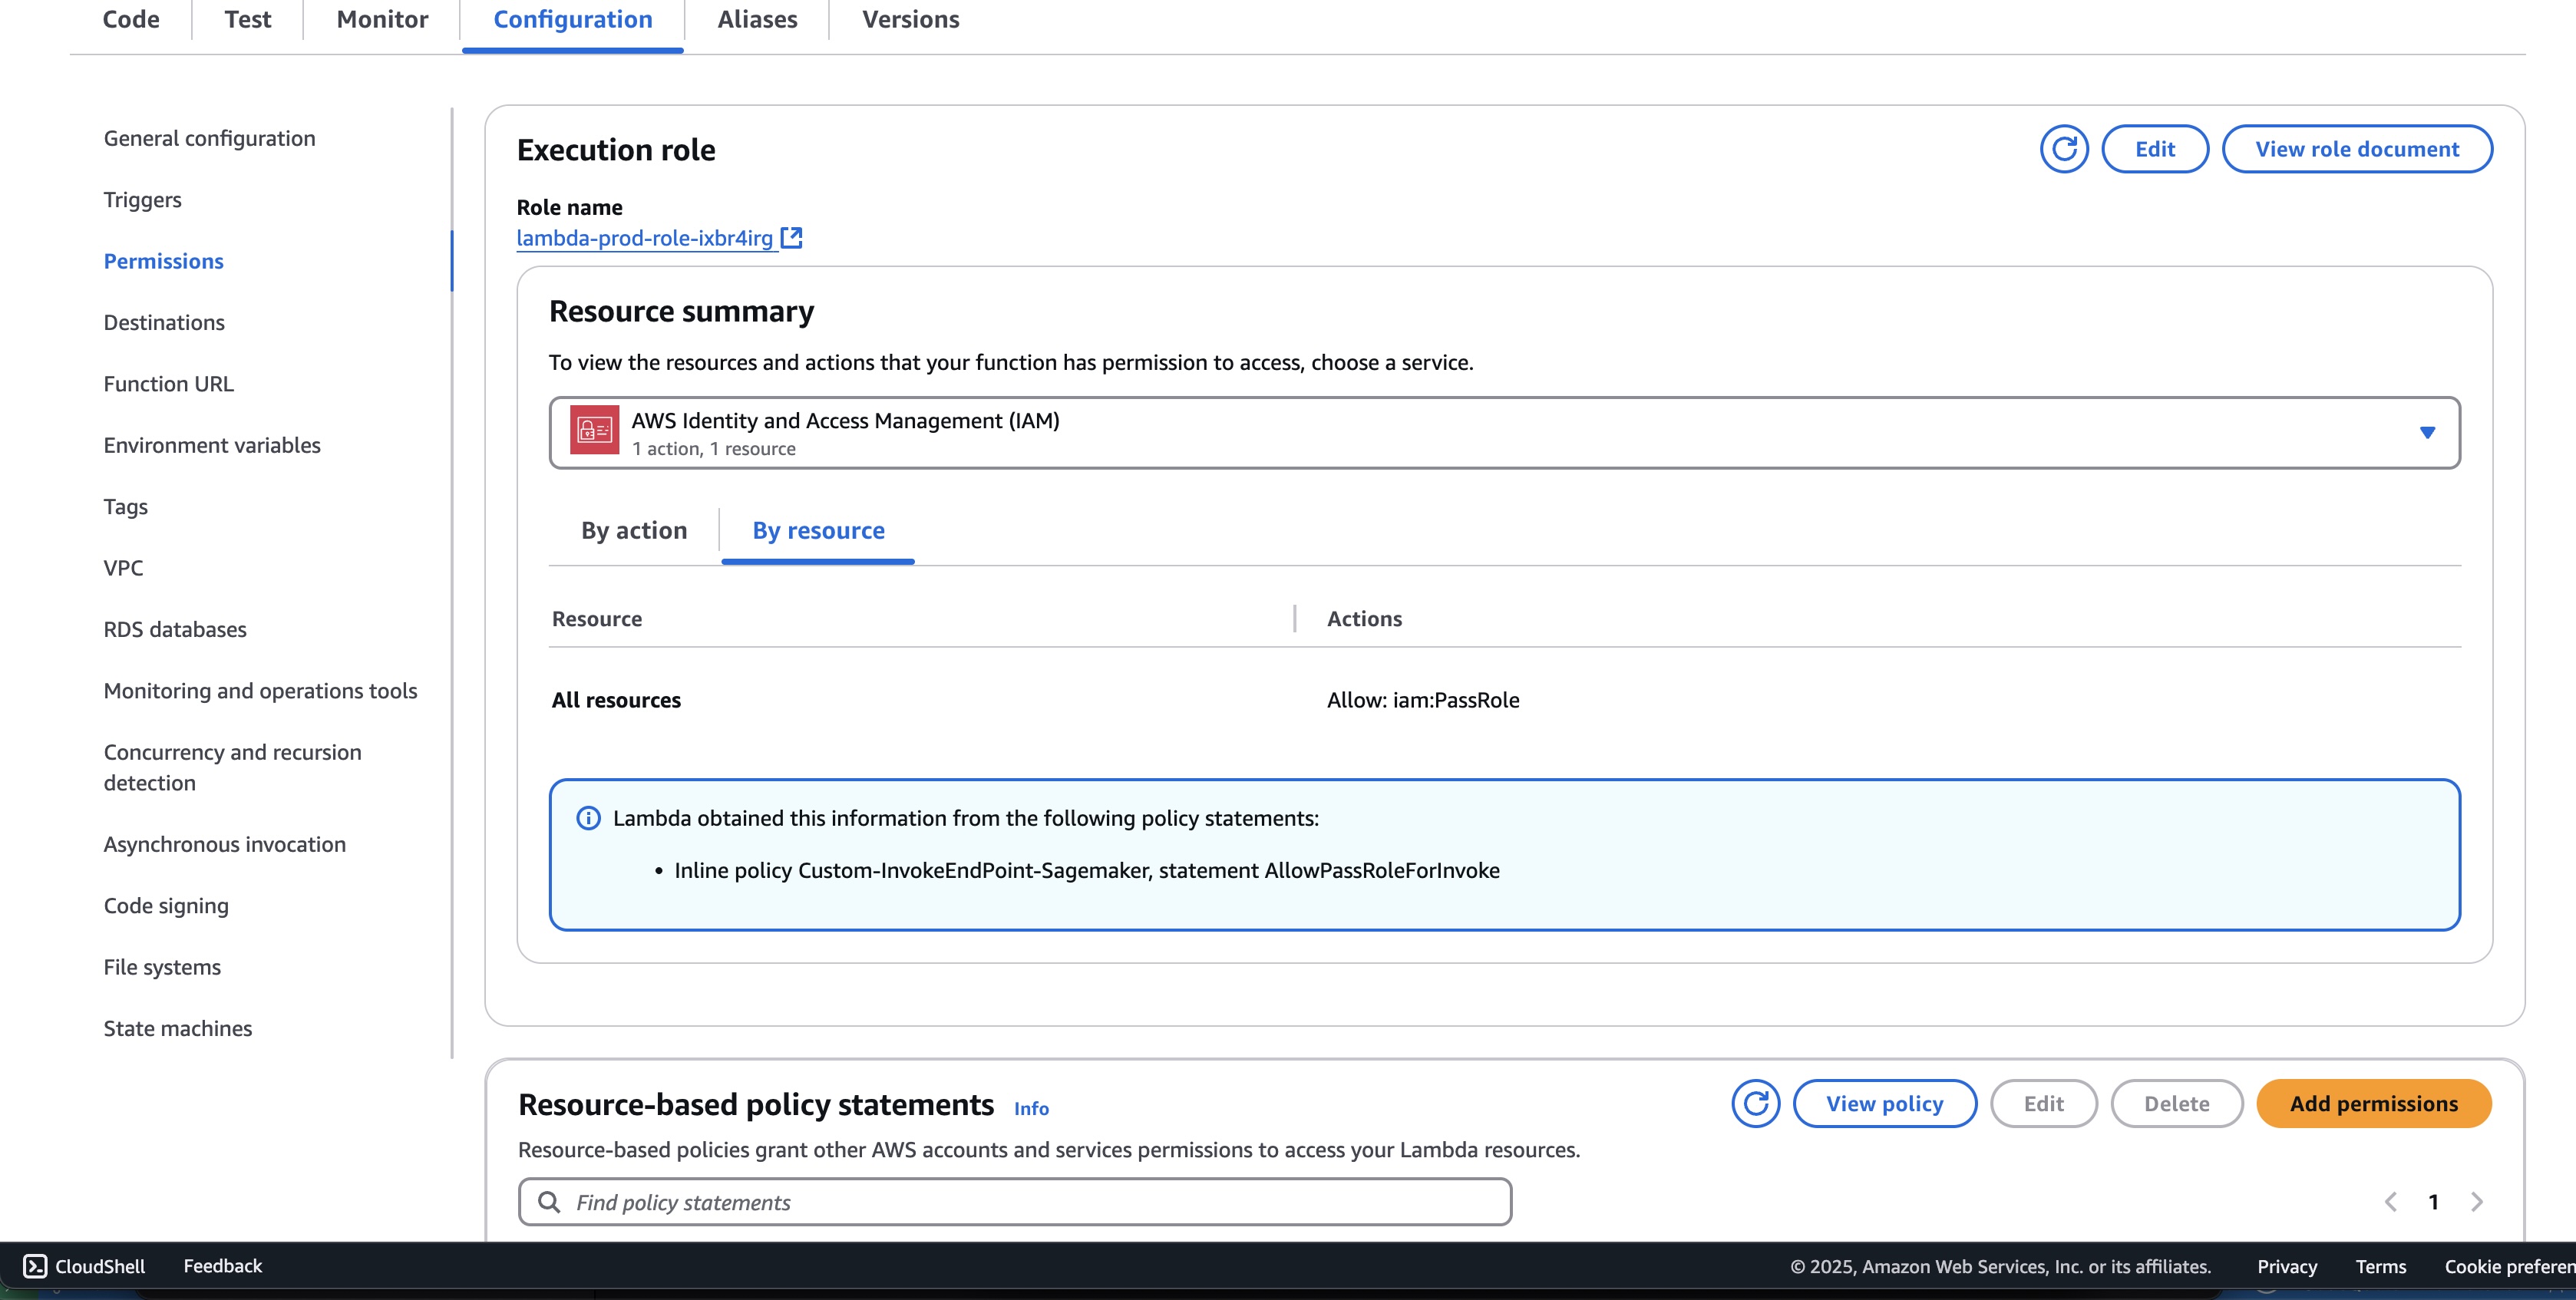 Code
Test
Monitor
Configuration
Aliases
Versions
General configuration
Triggers
Permissions
Destinations
Function URL
Environment variables
Tags
VPC
RDS databases
Monitoring and operations tools
Concurrency and recursion
detection
Asynchronous invocation
Code signing
File systems
State machines
Execution role
Edit
View role document
Role name
lambda-prod-role-ixbr4irg
Resource summary
To view the resources and actions that your function has permission to access, choose a service.
AWS Identity and Access Management (IAM)
1 action, 1 resource
By action
By resource
Resource
Actions
All resources
Allow: iam:PassRole
Lambda obtained this information from the following policy statements:
• Inline policy Custom-InvokeEndPoint-Sagemaker, statement AllowPassRoleForInvoke
Resource-based policy statements
Info
View policy
Edit
Delete
Add permissions
Resource-based policies grant other AWS accounts and services permissions to access your Lambda resources.
Find policy statements
1
CloudShell
Feedback
© 2025, Amazon Web Services, Inc. or its affiliates.
Privacy
Terms
Cookie preferen